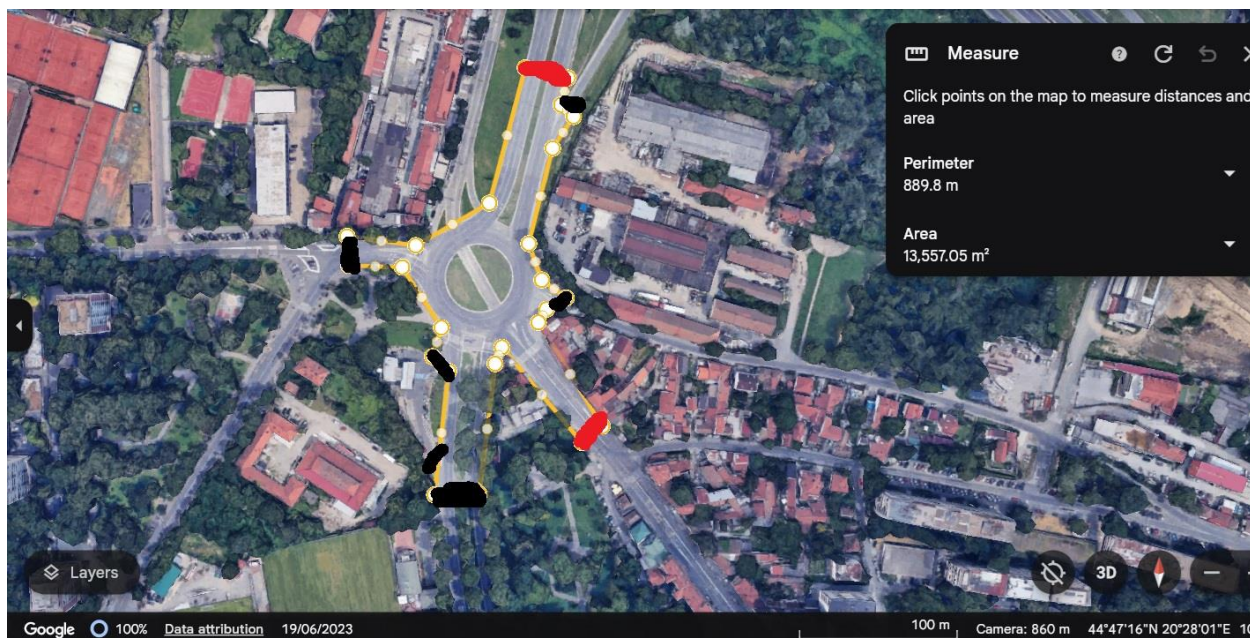 Measure
Click points on the map to measure distances and
area
Perimeter
889.8 m
Area
13,557.05 m²
Layers
3D
Google 100% Data attribution 19/06/2023 100 m Camera: 860 m 44°47'16"N 20°28'01"E 10